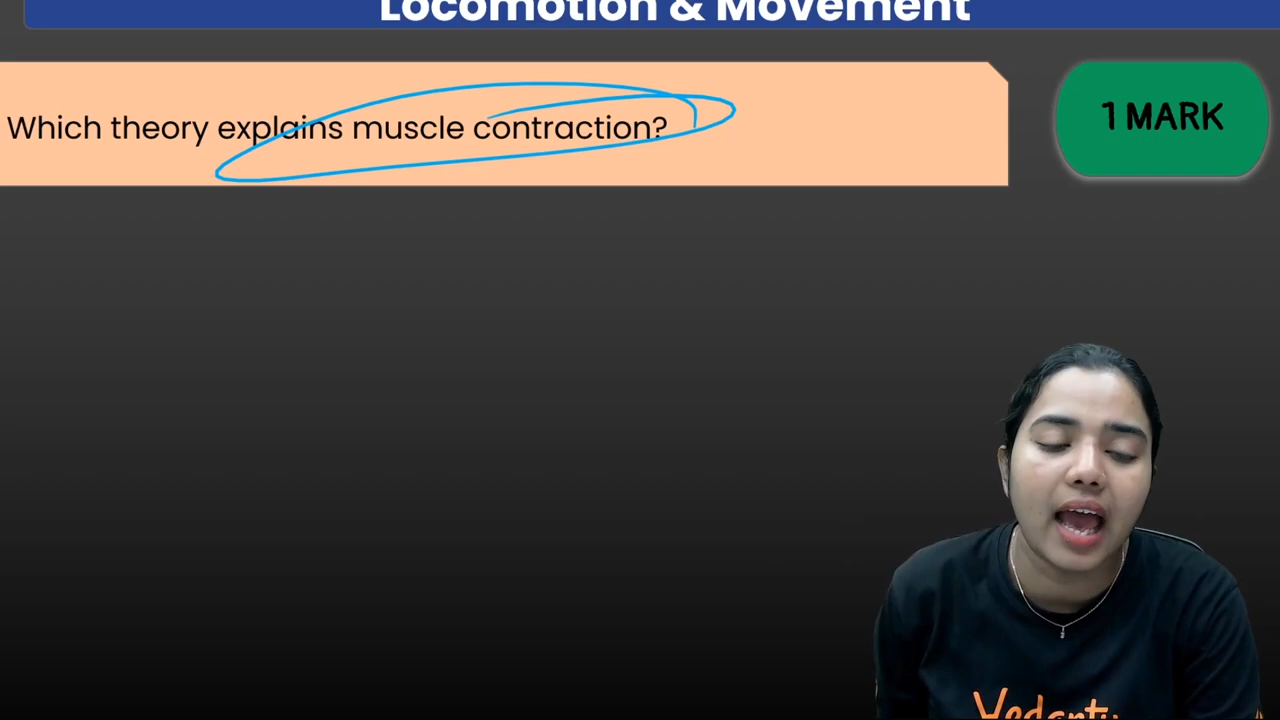 Locomotion & Movement
Which theory explains muscle contraction?
1 MARK